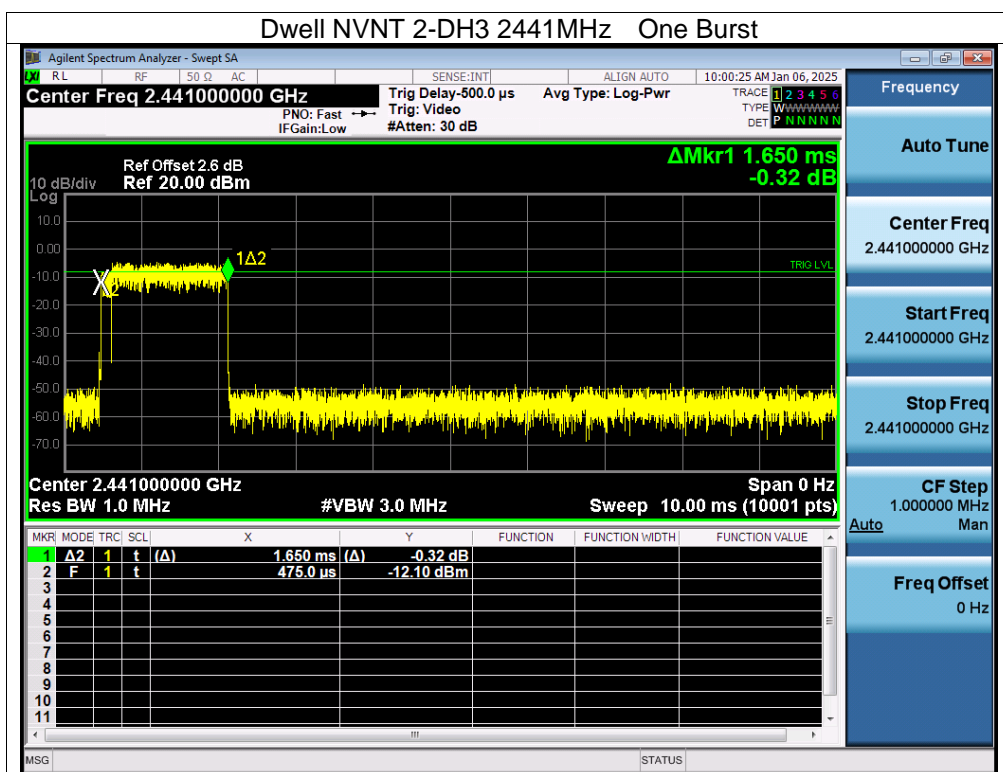 Dwell NVNT 2-DH3 2441MHz One Burst
Agilent Spectrum Analyzer - Swept SA
LXI RL RF 50 Ω AC SENSE:INT ALIGN AUTO 10:00:25 AM Jan 06, 2025
Center Freq 2.441000000 GHz
PNO: Fast
IFGain:Low
Trig Delay-500.0 µs
Trig: Video
#Atten: 30 dB
Avg Type: Log-Pwr
TRACE 1 2 3 4 5 6
TYPE WWWWWW
DET P N N N N N
ΔMkr1 1.650 ms
-0.32 dB
Ref Offset 2.6 dB
10 dB/div Ref 20.00 dBm
Log
10.0
0.00
-10.0
-20.0
-30.0
-40.0
-50.0
-60.0
-70.0
1Δ2
2
TRIG LVL
Center 2.441000000 GHz Span 0 Hz
Res BW 1.0 MHz #VBW 3.0 MHz Sweep 10.00 ms (10001 pts)
MKR MODE TRC SCL X Y FUNCTION FUNCTION WIDTH FUNCTION VALUE
1 Δ2 1 t (Δ) 1.650 ms (Δ) -0.32 dB
2 F 1 t 475.0 µs -12.10 dBm
3
4
5
6
7
8
9
10
11
MSG STATUS
Frequency
Auto Tune
Center Freq
2.441000000 GHz
Start Freq
2.441000000 GHz
Stop Freq
2.441000000 GHz
CF Step
1.000000 MHz
Auto Man
Freq Offset
0 Hz